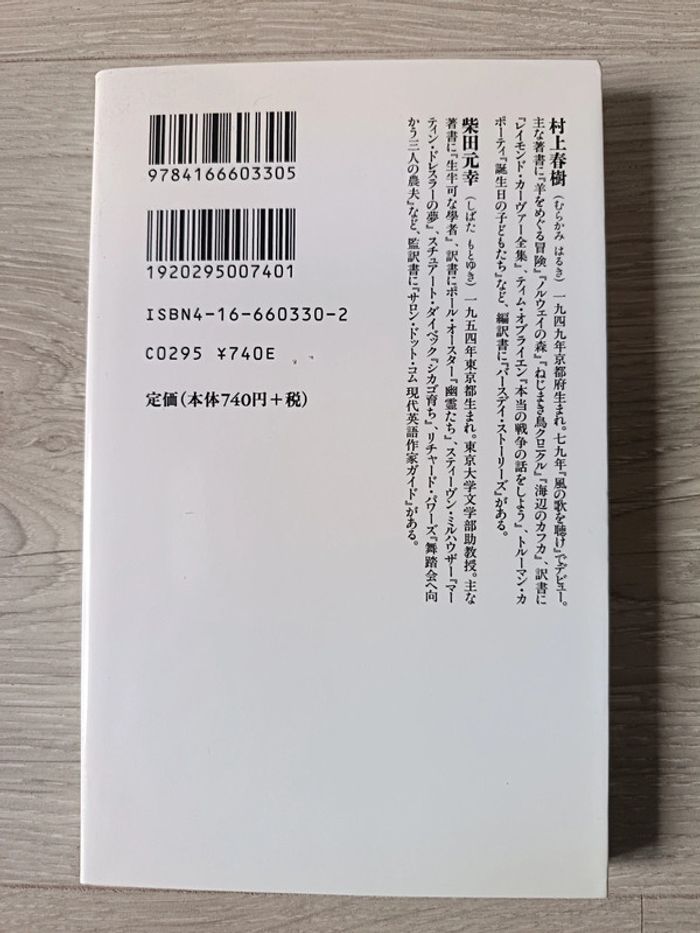 村上春樹（むらかみ はるき）　一九四九年京都府生まれ。七九年『風の歌を聴け』でデビュー。
主な著書に『羊をめぐる冒険』『ノルウェイの森』『ねじまき鳥クロニクル』『海辺のカフカ』、訳書に
『レイモンド・カーヴァー全集』、ティム・オブライエン『本当の戦争の話をしよう』、トルーマン・カ
ポーティ『誕生日の子どもたち』など、編訳書に『バースデイ・ストーリーズ』がある。
柴田元幸（しばた もとゆき）　一九五四年東京都生まれ。東京大学文学部助教授。主な
著書に『生半可な學者』、訳書にポール・オースター『幽霊たち』、スティーヴン・ミルハウザー『マー
ティン・ドレスラーの夢』、スチュアート・ダイベック『シカゴ育ち』、リチャード・パワーズ『舞踏会へ向
かう三人の農夫』など、監訳書に『サロン・ドット・コム 現代英語作家ガイド』がある。
9784166603305
1920295007401
ISBN4-16-660330-2
C0295 ¥740E
定価（本体740円＋税）